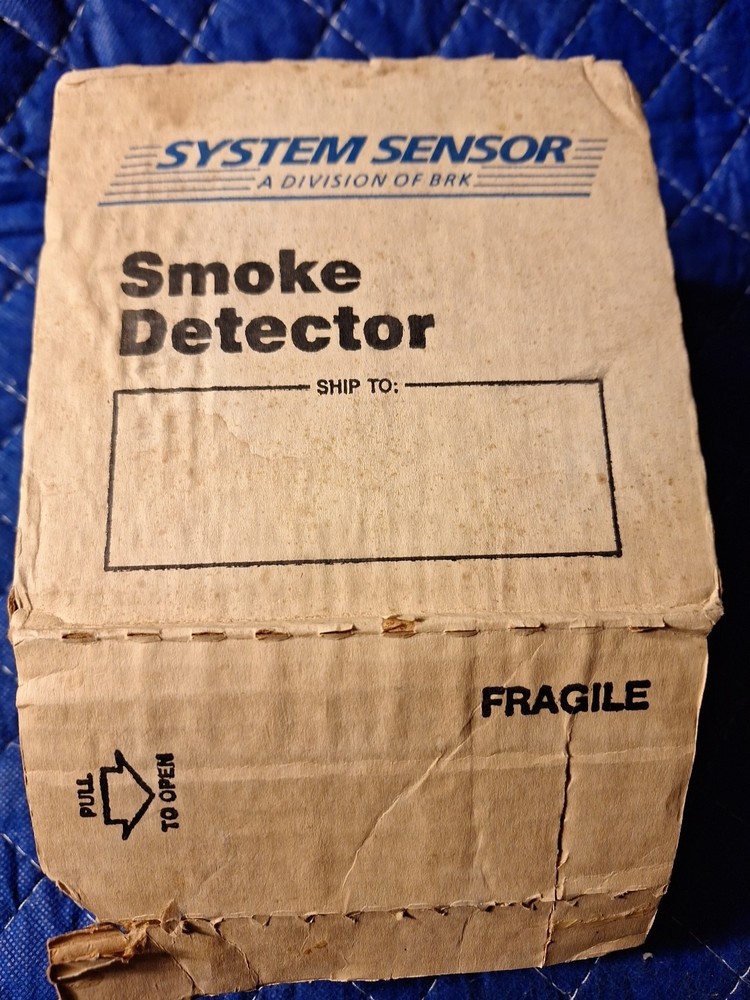 SYSTEM SENSOR
A DIVISION OF BRK
Smoke
Detector
SHIP TO:
FRAGILE
PULL
TO OPEN